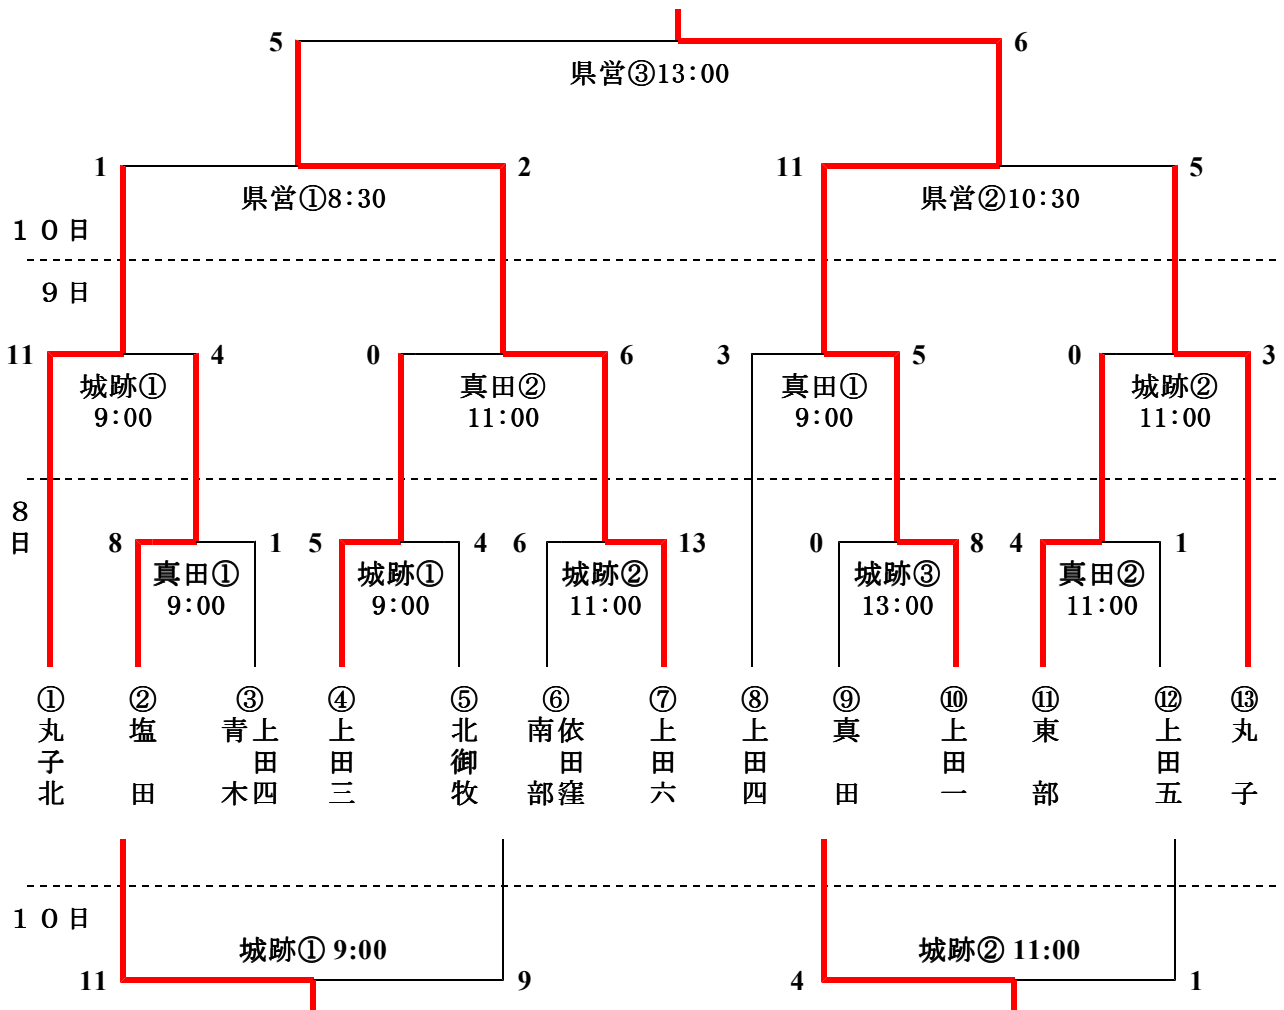 5 6
県営③13：00
1 2 11 5
県営①8：30 県営②10：30
１０日
９日
11 4 0 6 3 5 0 3
城跡① 真田② 真田① 城跡②
9：00 11：00 9：00 11：00
８日
8 1 5 4 6 13 0 8 4 1
真田① 城跡① 城跡② 城跡③ 真田②
9：00 9：00 11：00 13：00 11：00
① ② ③ ④ ⑤ ⑥ ⑦ ⑧ ⑨ ⑩ ⑪ ⑫ ⑬
丸子北
塩田
上田四
青木
上田三
北御牧
依田窪
南部
上田六
上田四
真田
上田一
東部
上田五
丸子
１０日
城跡① 9:00 城跡② 11:00
11 9 4 1